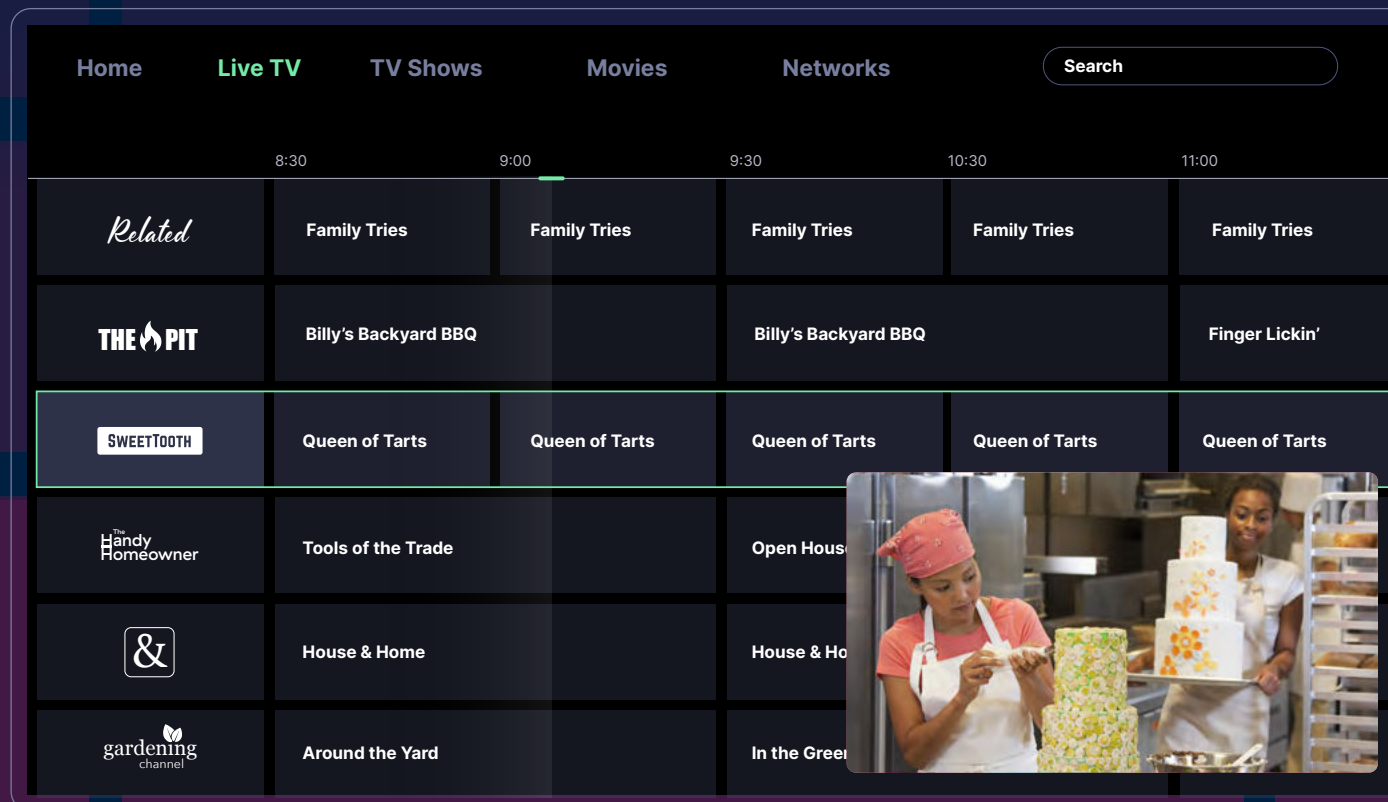 Home Live TV TV Shows Movies Networks Search
8:30 9:00 9:30 10:30 11:00
Related Family Tries Family Tries Family Tries Family Tries Family Tries
THE PIT Billy’s Backyard BBQ Billy’s Backyard BBQ Finger Lickin’
SWEETTOOTH Queen of Tarts Queen of Tarts Queen of Tarts Queen of Tarts Queen of Tarts
The
Handy
Homeowner
Tools of the Trade Open
& House & Home House &
gardening
channel
Around the Yard In the